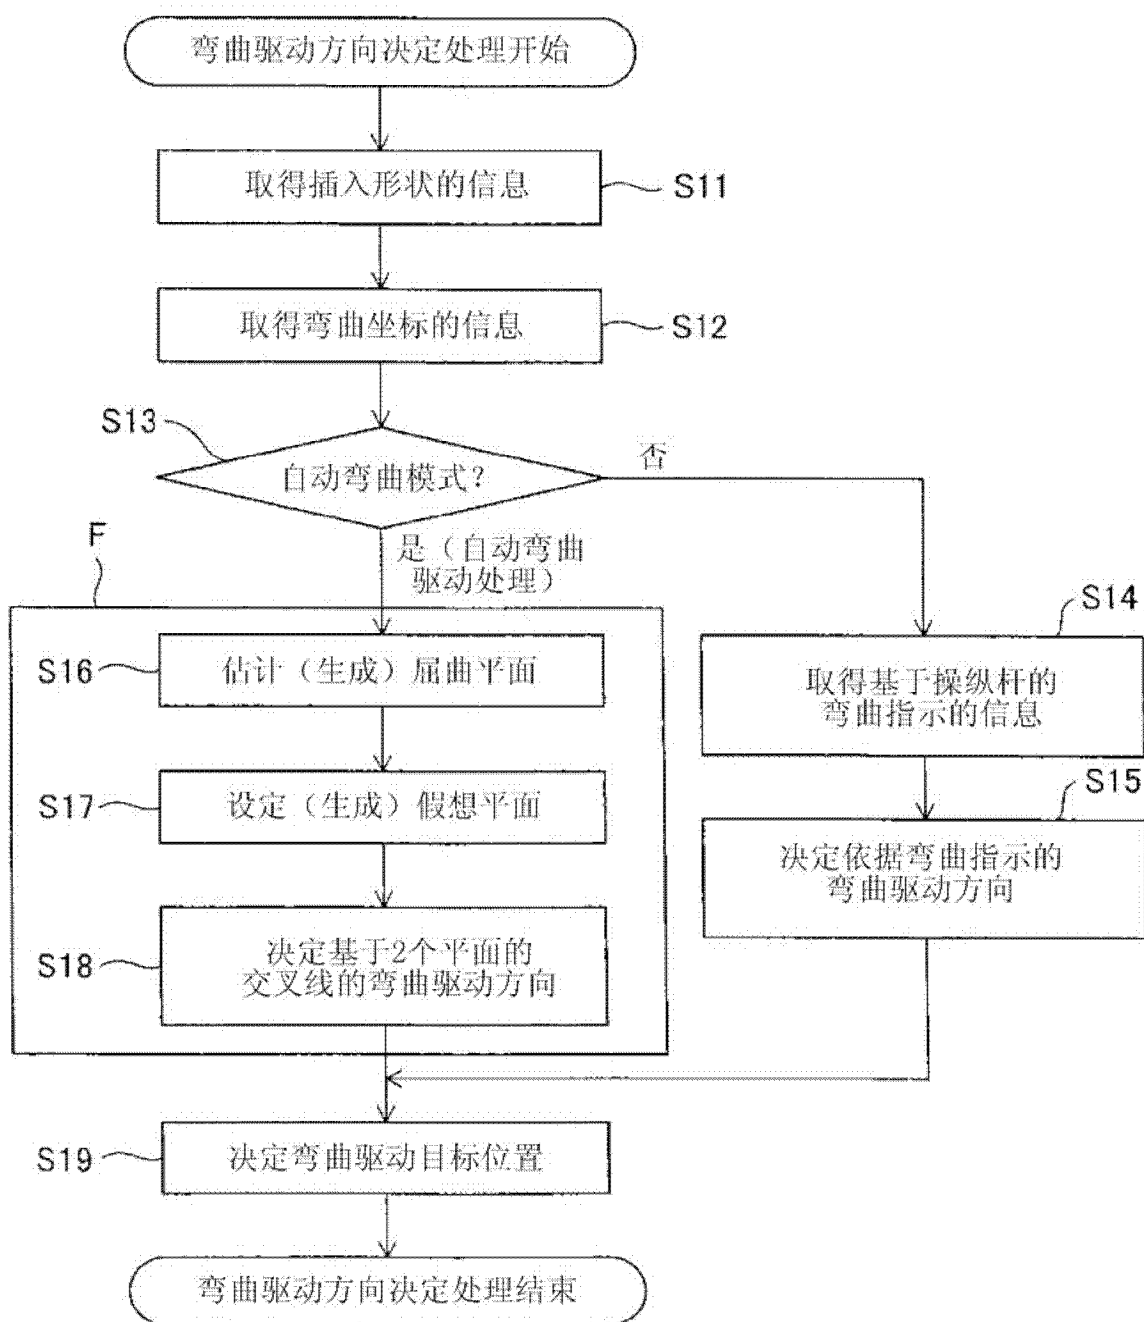 弯曲驱动方向决定处理开始
取得插入形状的信息
S11
取得弯曲坐标的信息
S12
S13
自动弯曲模式？
否
F
是（自动弯曲
驱动处理）
S14
S16
估计（生成）屈曲平面
取得基于操纵杆的
弯曲指示的信息
S17
设定（生成）假想平面
S15
决定依据弯曲指示的
弯曲驱动方向
S18
决定基于2个平面的
交叉线的弯曲驱动方向
S19
决定弯曲驱动目标位置
弯曲驱动方向决定处理结束